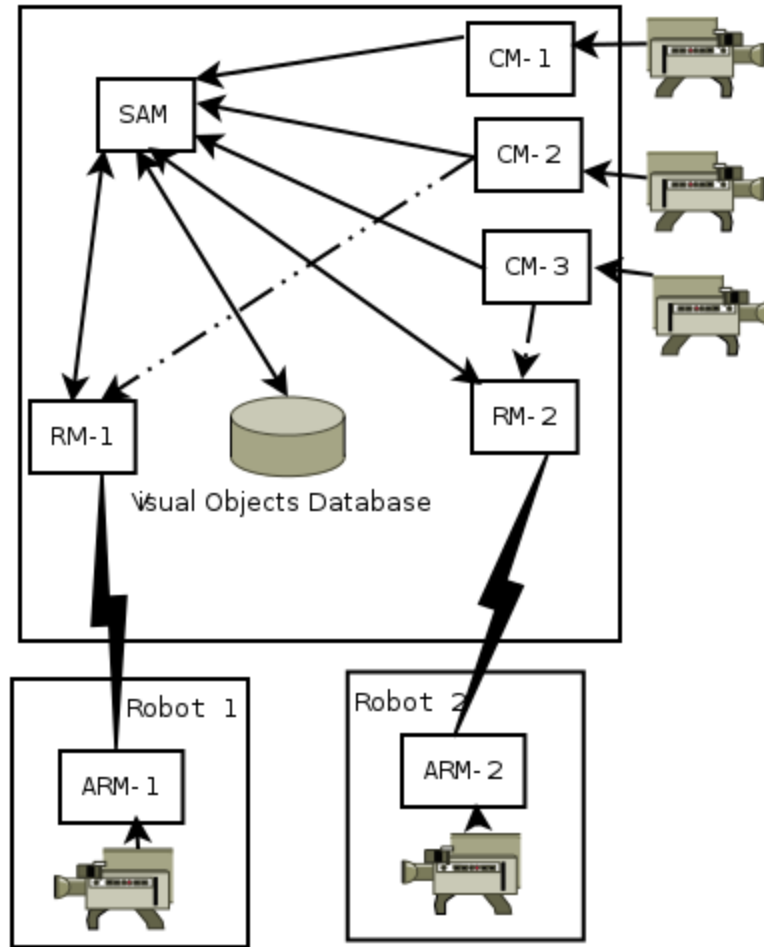 CM-1
SAM
CM-2
CM-3
RM-1
RM-2
Visual Objects Database
Robot 1
Robot 2
ARM-1
ARM-2